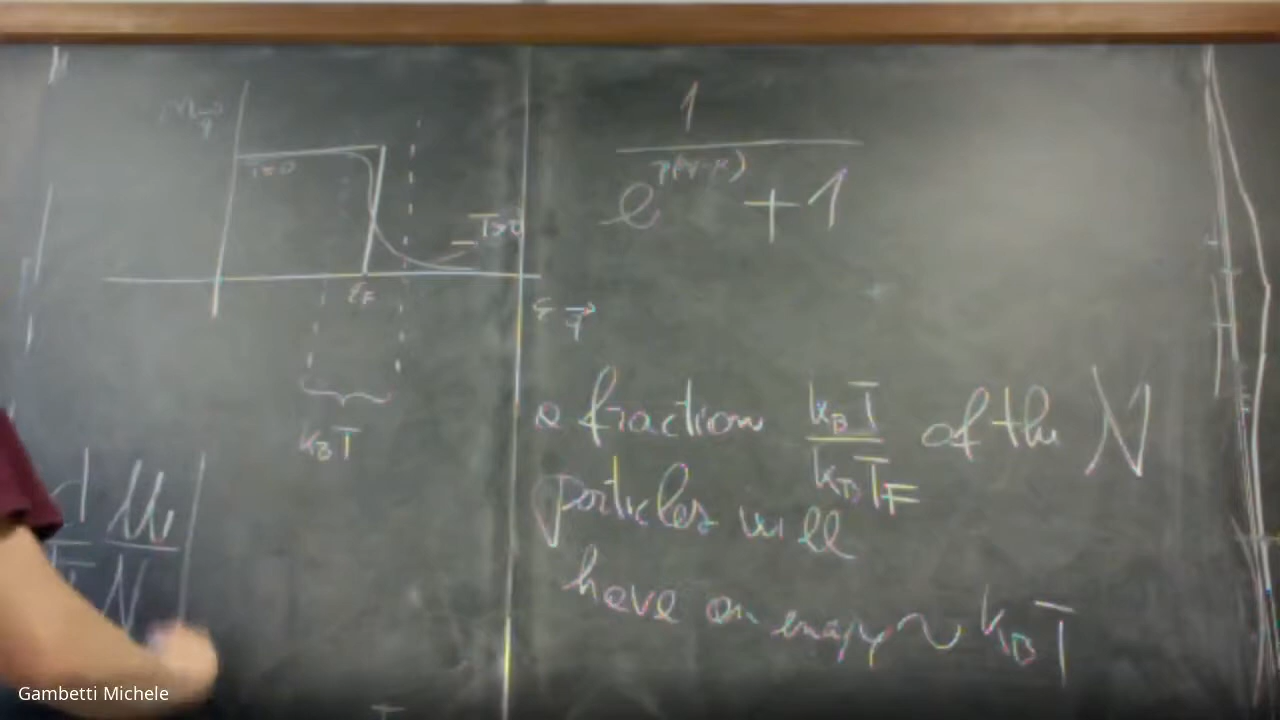 T=0
T>0
ε_F
k_B T
1
e^{β(ε-μ)} + 1
a fraction k_B T / k_B T_F of the N
particles will
have an energy ~ k_B T
d U
N
Gambetti Michele